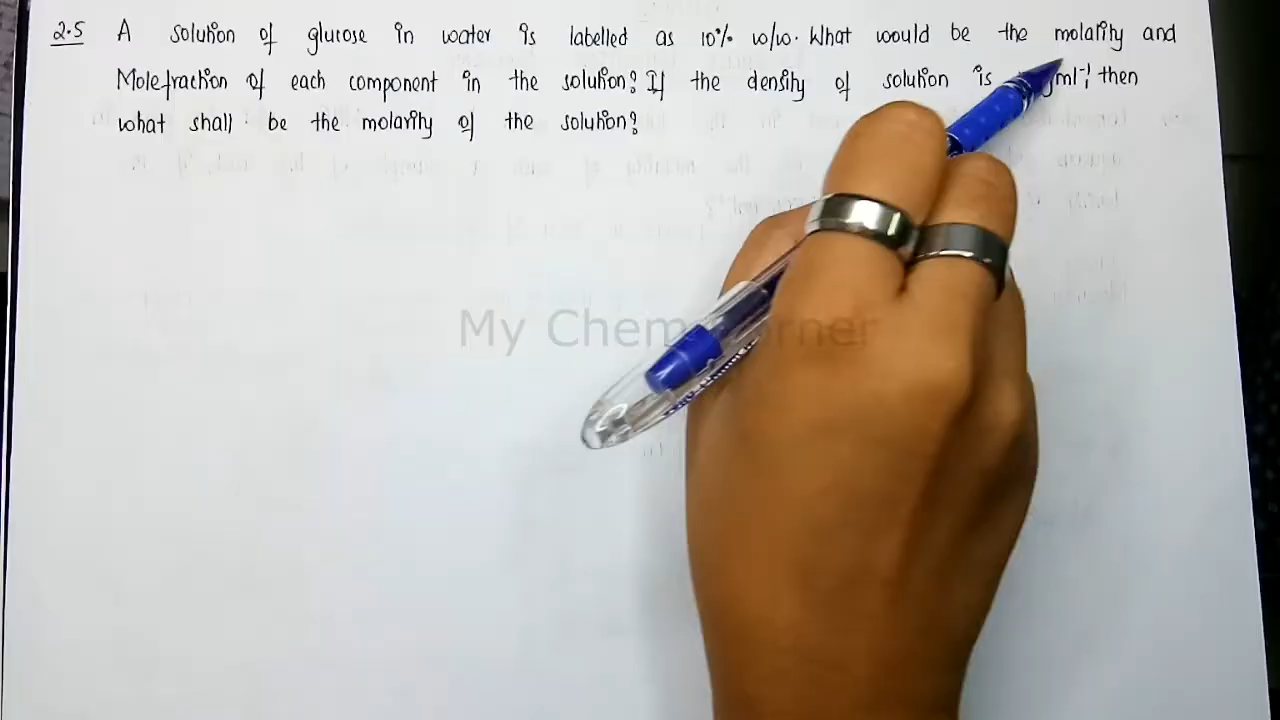 2.5 A solution of glucose in water is labelled as 10% w/w. What would be the molality and
Molefraction of each component in the solution? If the density of solution is gml⁻¹, then
what shall be the molarity of the solution?
My Chem Corner